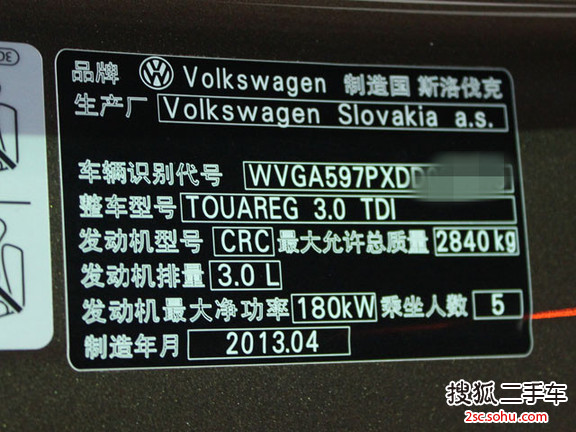 品牌 Volkswagen 制造国 斯洛伐克
生产厂 Volkswagen Slovakia a.s.
车辆识别代号 WVGA597PXDD
整车型号 TOUAREG 3.0 TDI
发动机型号 CRC 最大允许总质量 2840kg
发动机排量 3.0 L
发动机最大净功率 180kW 乘坐人数 5
制造年月 2013.04
搜狐二手车
2sc.sohu.com